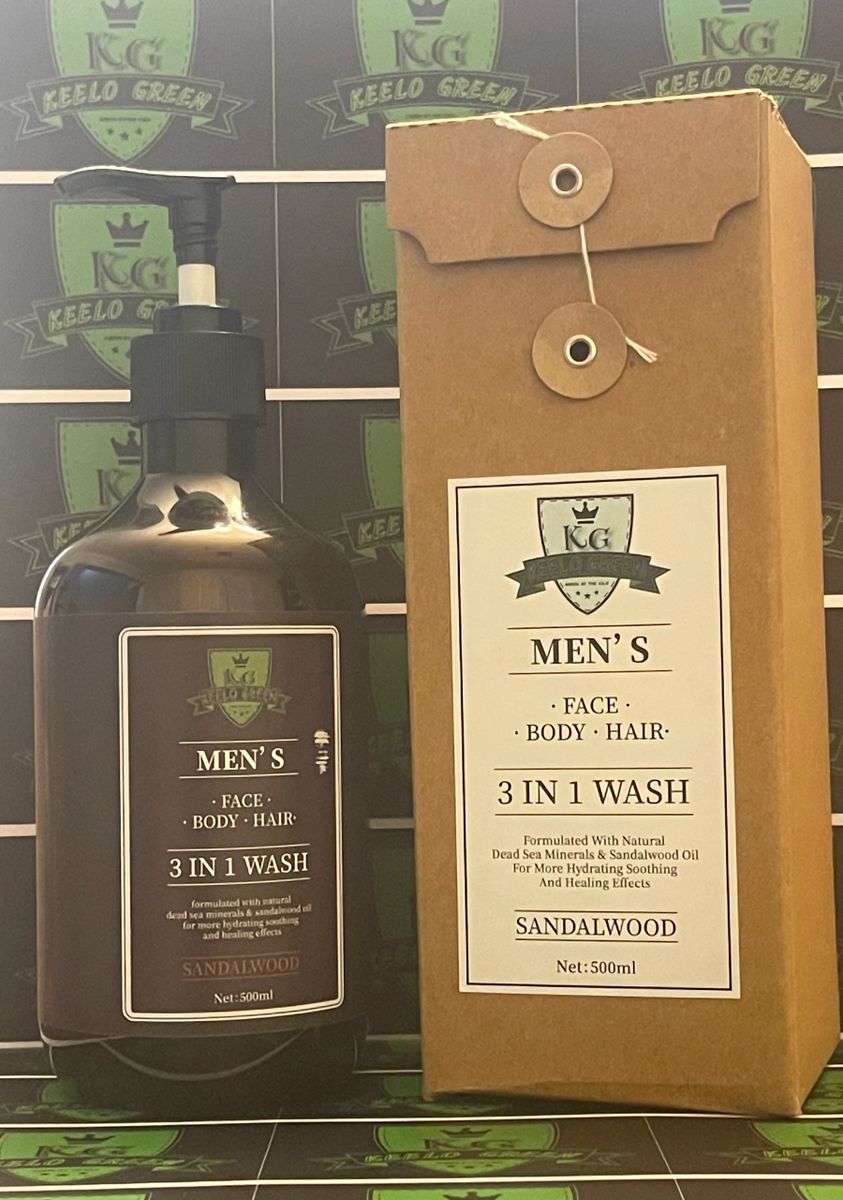 KG
KEELO GREEN
KG
KEELO GREEN
KG
KEELO GREEN
KG
KEELO GREEN
KG
KEELO GREEN
MEN'S
· FACE ·
· BODY · HAIR·
3 IN 1 WASH
formulated with natural
dead sea minerals & sandalwood oil
for more hydrating soothing
and healing effects
SANDALWOOD
Net:500ml
KG
KEELO GREEN
MEN'S
· FACE ·
· BODY · HAIR·
3 IN 1 WASH
Formulated With Natural
Dead Sea Minerals & Sandalwood Oil
For More Hydrating Soothing
And Healing Effects
SANDALWOOD
Net:500ml